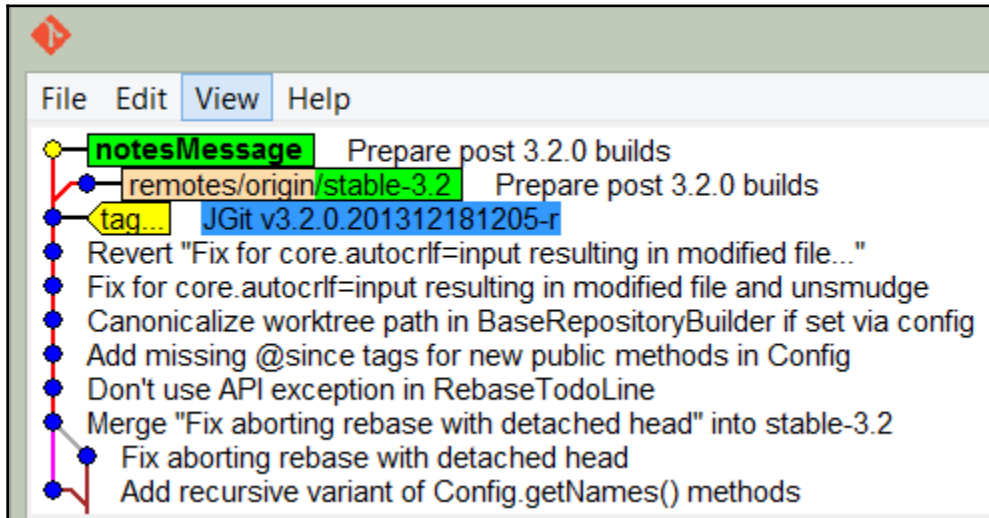 File Edit View Help
notesMessage Prepare post 3.2.0 builds
remotes/origin/stable-3.2 Prepare post 3.2.0 builds
tag... JGit v3.2.0.201312181205-r
Revert "Fix for core.autocrlf=input resulting in modified file..."
Fix for core.autocrlf=input resulting in modified file and unsmudge
Canonicalize worktree path in BaseRepositoryBuilder if set via config
Add missing @since tags for new public methods in Config
Don't use API exception in RebaseTodoLine
Merge "Fix aborting rebase with detached head" into stable-3.2
Fix aborting rebase with detached head
Add recursive variant of Config.getNames() methods